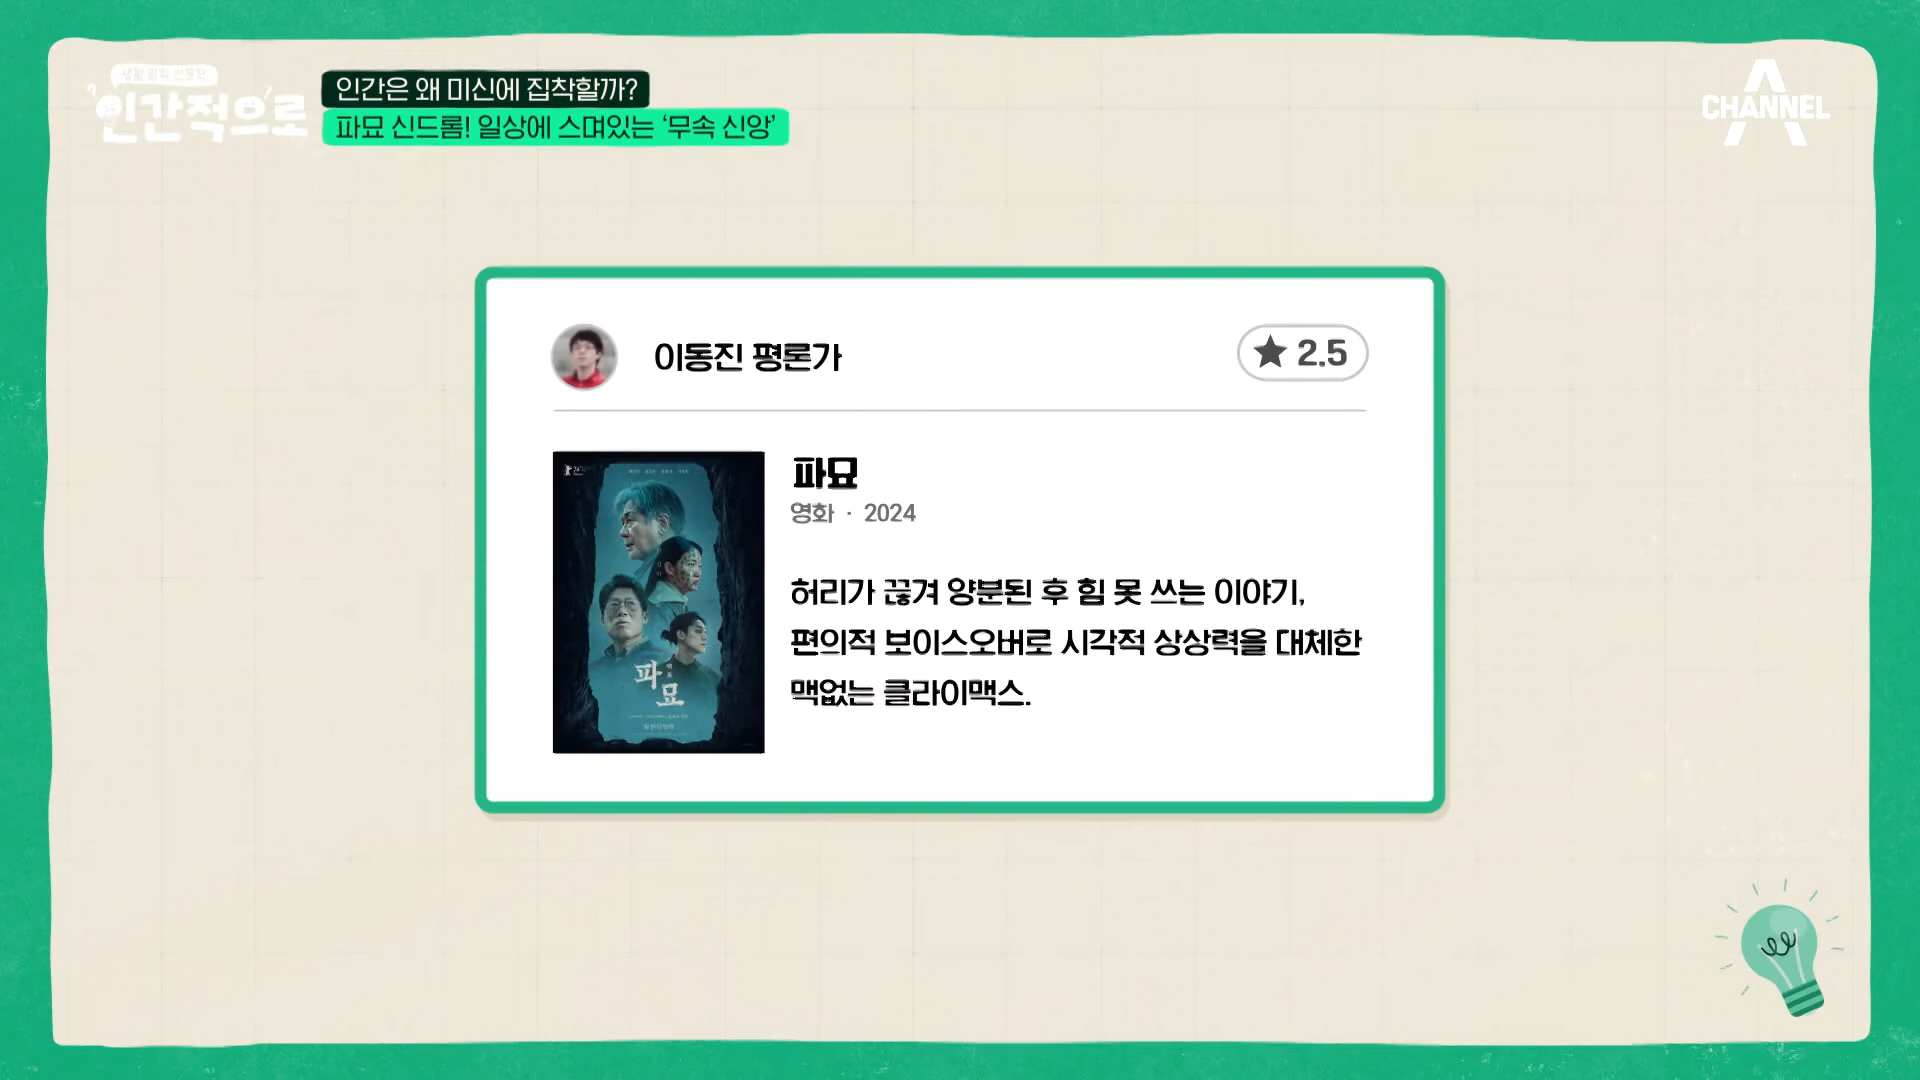 인간적으로
인간은 왜 미신에 집착할까?
파묘 신드롬! 일상에 스며있는 ‘무속 신앙’
CHANNEL A
이동진 평론가
★ 2.5
파묘
영화 · 2024
허리가 끊겨 양분된 후 힘 못 쓰는 이야기,
편의적 보이스오버로 시각적 상상력을 대체한
맥없는 클라이맥스.
파묘